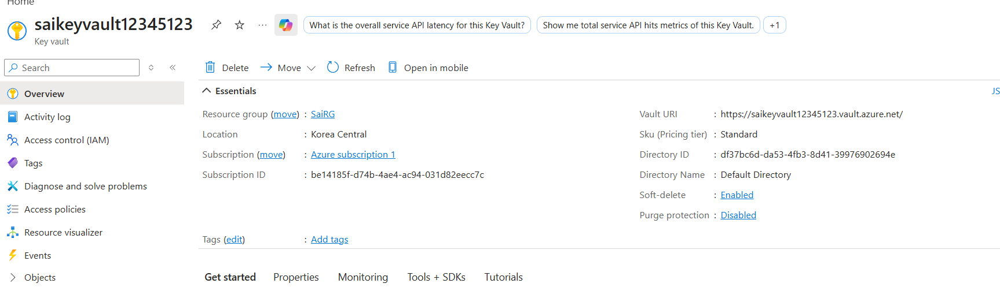 Home
saikeyvault12345123
Key vault
What is the overall service API latency for this Key Vault?
Show me total service API hits metrics of this Key Vault.
+1
Search
Delete
Move
Refresh
Open in mobile
Overview
Activity log
Access control (IAM)
Tags
Diagnose and solve problems
Access policies
Resource visualizer
Events
Objects
Essentials
JS
Resource group (move) : SaiRG
Location : Korea Central
Subscription (move) : Azure subscription 1
Subscription ID : be14185f-d74b-4ae4-ac94-031d82eecc7c
Vault URI : https://saikeyvault12345123.vault.azure.net/
Sku (Pricing tier) : Standard
Directory ID : df37bc6d-da53-4fb3-8d41-39976902694e
Directory Name : Default Directory
Soft-delete : Enabled
Purge protection : Disabled
Tags (edit) : Add tags
Get started
Properties
Monitoring
Tools + SDKs
Tutorials